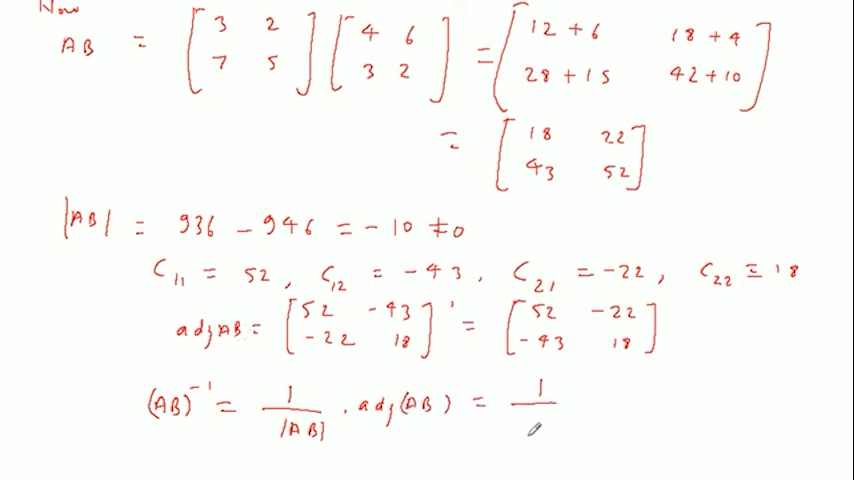 Now
AB = [3 2 7 5] [4 6 3 2] = [12 + 6 18 + 4 28 + 15 42 + 10]
= [18 22 43 52]
|AB| = 936 - 946 = - 10 ≠ 0
C₁₁ = 52, C₁₂ = - 43, C₂₁ = -22, C₂₂ = 18
adj AB = [52 -43 -22 18]' = [52 -22 -43 18]
(AB)⁻¹ = 1/|AB| . adj(AB) = 1/